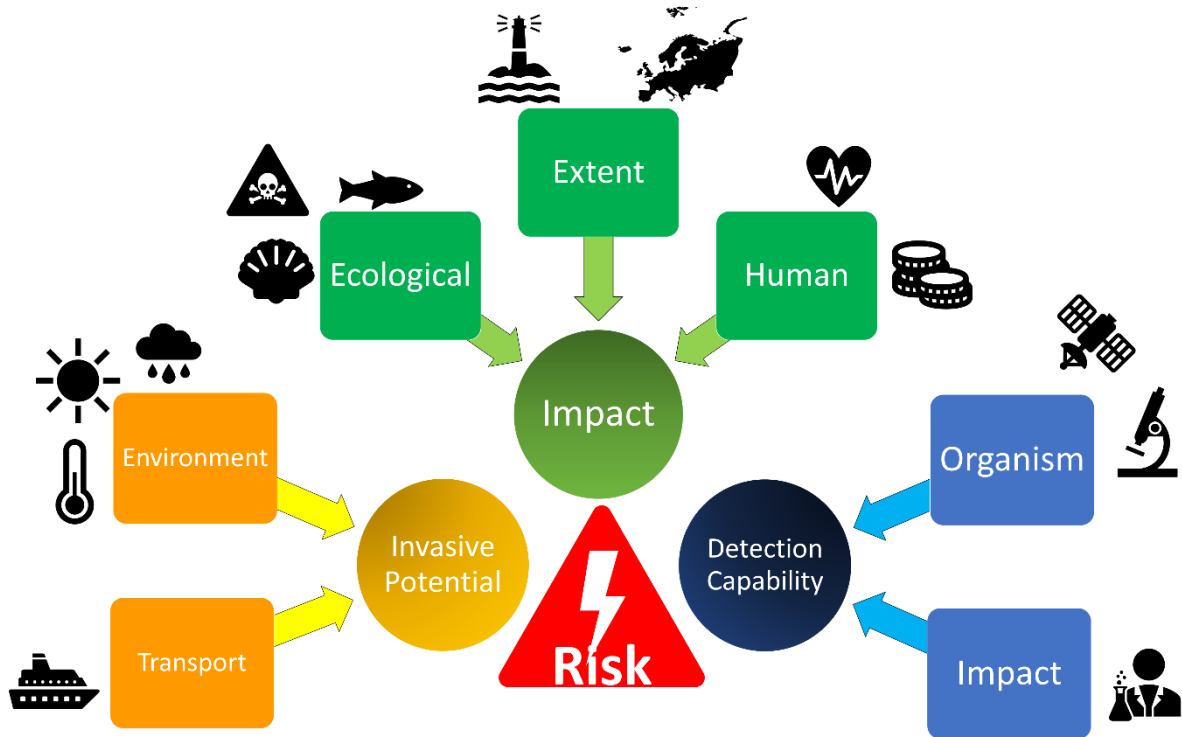 Extent
Ecological
Human
Impact
Environment
Organism
Invasive
Potential
Detection
Capability
Transport
Risk
Impact